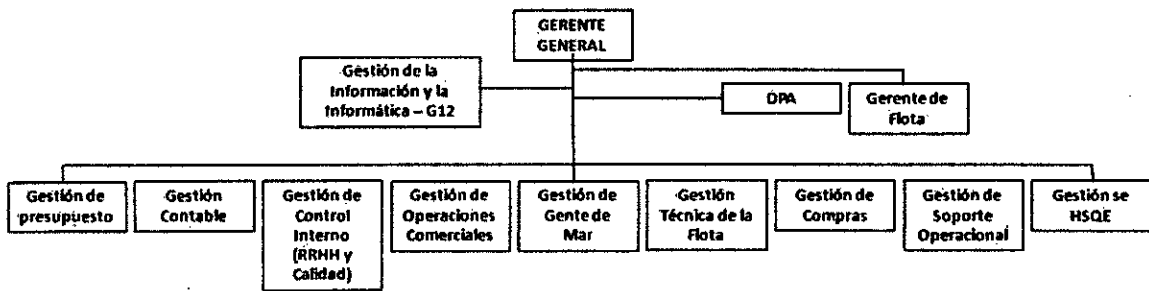 GERENTE
GENERAL
Gestión de la
Información y la
Informática – G12
DPA
Gerente de
Flota
Gestión de
presupuesto
Gestión
Contable
Gestión de
Control
Interno
(RRHH y
Calidad)
Gestión de
Operaciones
Comerciales
Gestión de
Gente de
Mar
Gestión
Técnica de la
Flota
Gestión de
Compras
Gestión de
Soporte
Operacional
Gestión se
HSQE